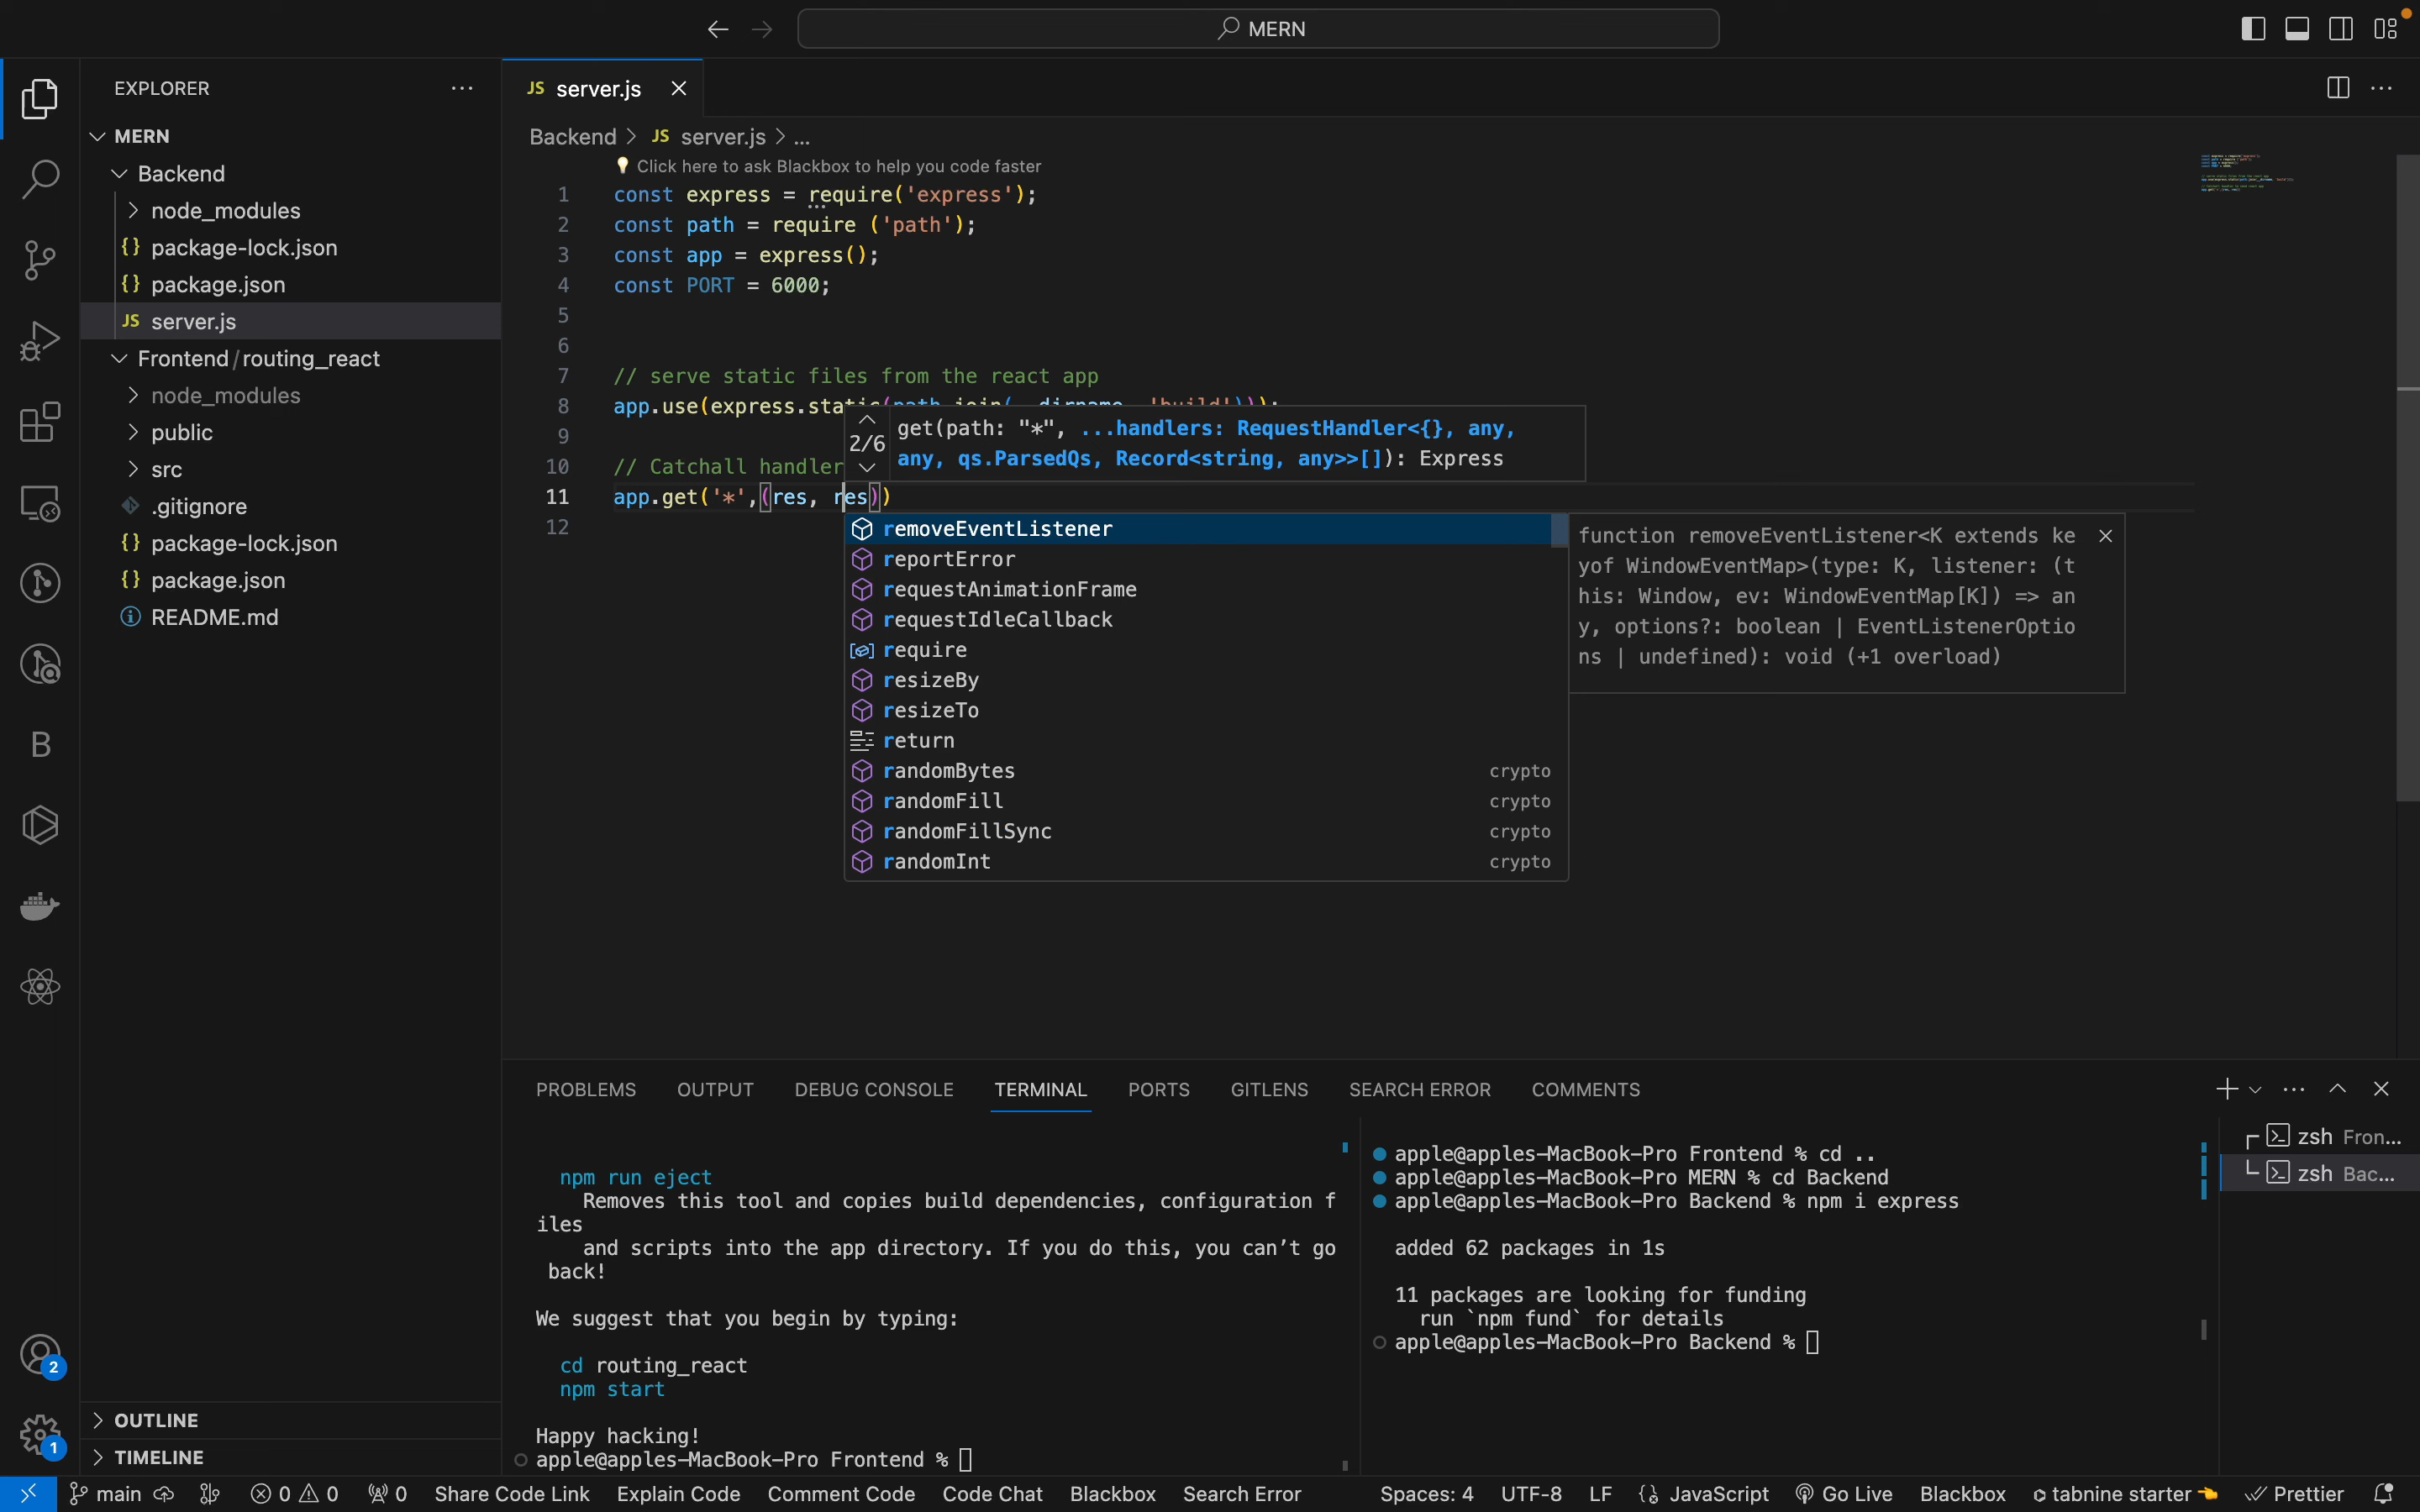 MERN
EXPLORER
MERN
Backend
node_modules
package-lock.json
package.json
server.js
Frontend/routing_react
node_modules
public
src
.gitignore
package-lock.json
package.json
README.md
OUTLINE
TIMELINE
B
2
1
JS server.js
Backend > JS server.js > ...
Click here to ask Blackbox to help you code faster
1 const express = require('express');
2 const path = require ('path');
3 const app = express();
4 const PORT = 6000;
5
6
7 // serve static files from the react app
8 app.use(express.stat
9
10 // Catchall handler
11 app.get('*',(res, res))
12
2/6 get(path: "*", ...handlers: RequestHandler<{}, any,
any, qs.ParsedQs, Record<string, any>>[]): Express
removeEventListener
reportError
requestAnimationFrame
requestIdleCallback
require
resizeBy
resizeTo
return
randomBytes crypto
randomFill crypto
randomFillSync crypto
randomInt crypto
function removeEventListener<K extends ke
yof WindowEventMap>(type: K, listener: (t
his: Window, ev: WindowEventMap[K]) => an
y, options?: boolean | EventListenerOptio
ns | undefined): void (+1 overload)
PROBLEMS OUTPUT DEBUG CONSOLE TERMINAL PORTS GITLENS SEARCH ERROR COMMENTS
npm run eject
Removes this tool and copies build dependencies, configuration f
iles
and scripts into the app directory. If you do this, you can’t go
back!
We suggest that you begin by typing:
cd routing_react
npm start
Happy hacking!
apple@apples-MacBook-Pro Frontend %
apple@apples-MacBook-Pro Frontend % cd ..
apple@apples-MacBook-Pro MERN % cd Backend
apple@apples-MacBook-Pro Backend % npm i express
added 62 packages in 1s
11 packages are looking for funding
run `npm fund` for details
apple@apples-MacBook-Pro Backend %
zsh Fron...
zsh Bac...
main 0 0 0 Share Code Link Explain Code Comment Code Code Chat Blackbox Search Error Spaces: 4 UTF-8 LF JavaScript Go Live Blackbox tabnine starter Prettier